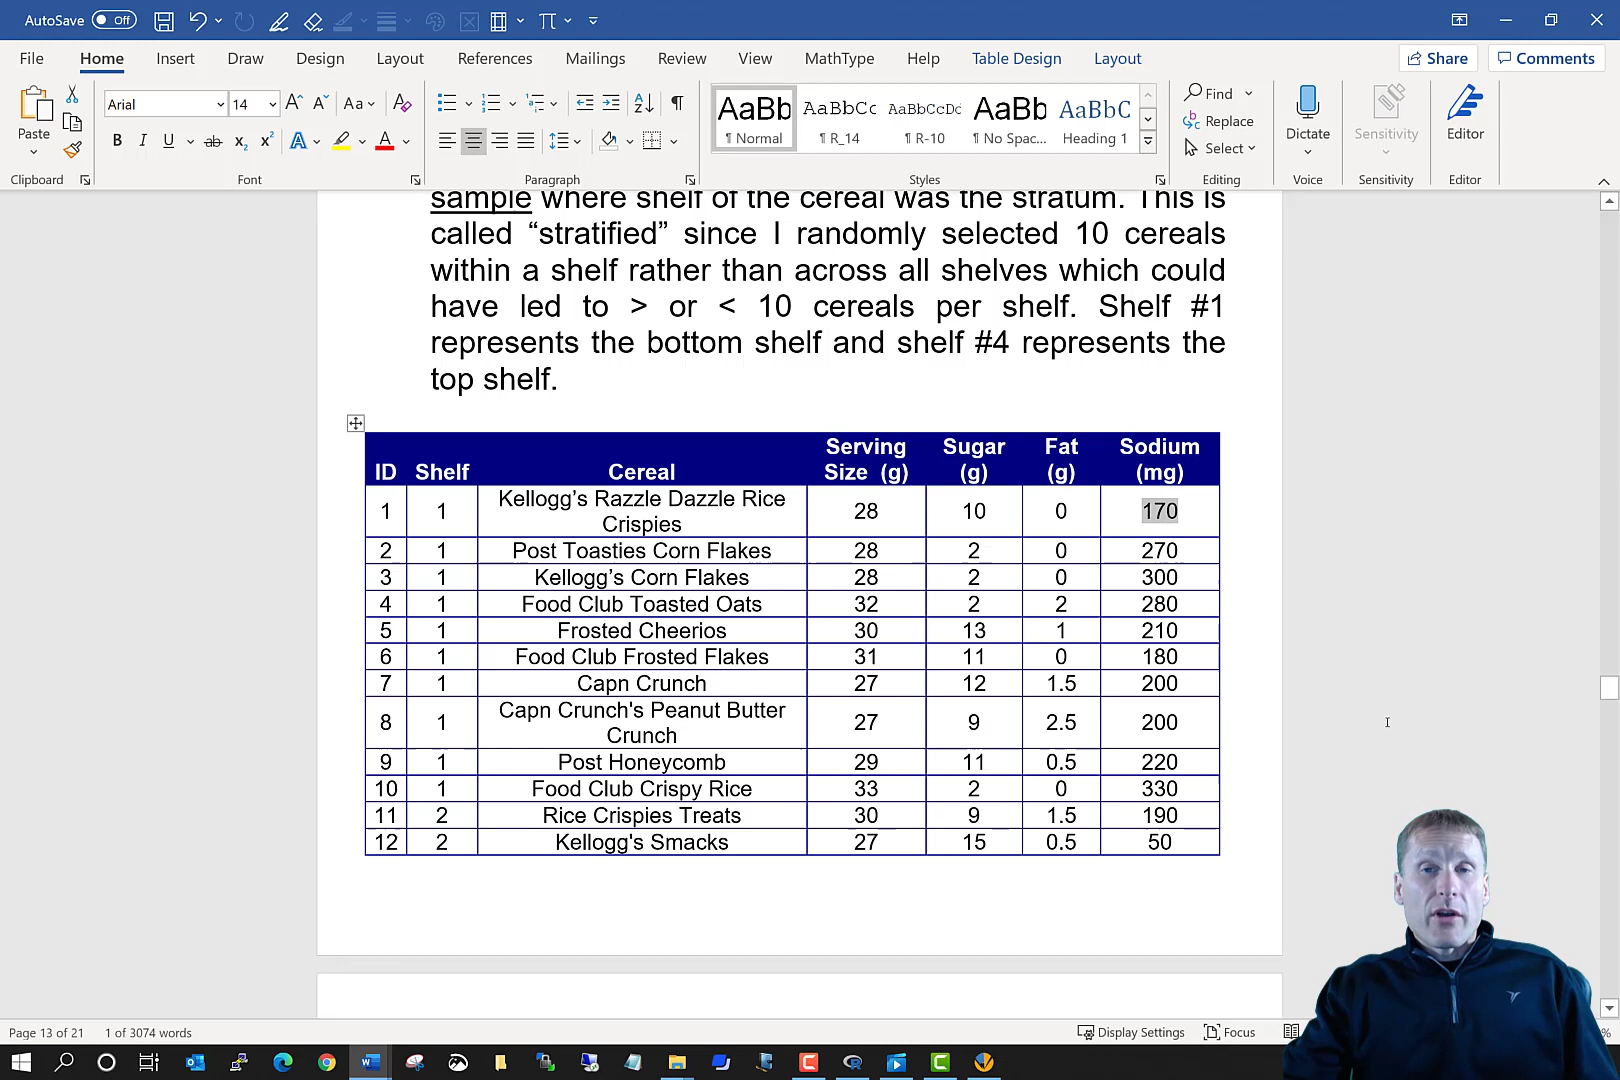 AutoSave Off
File Home Insert Draw Design Layout References Mailings Review View MathType Help Table Design Layout Share Comments
Arial 14 Aa AaBb AaBbCc AaBbCcDd AaBb AaBbC Find
Paste ¶ Normal ¶ R_14 ¶ R-10 ¶ No Spac... Heading 1 Replace Dictate Sensitivity Editor
B I U ab x₂ x² A A Select
Clipboard Font Paragraph Styles Editing Voice Sensitivity Editor
sample where shelf of the cereal was the stratum. This is
called “stratified” since I randomly selected 10 cereals
within a shelf rather than across all shelves which could
have led to > or < 10 cereals per shelf. Shelf #1
represents the bottom shelf and shelf #4 represents the
top shelf.
ID Shelf Cereal Serving Size (g) Sugar (g) Fat (g) Sodium (mg)
1 1 Kellogg’s Razzle Dazzle Rice Crispies 28 10 0 170
2 1 Post Toasties Corn Flakes 28 2 0 270
3 1 Kellogg’s Corn Flakes 28 2 0 300
4 1 Food Club Toasted Oats 32 2 2 280
5 1 Frosted Cheerios 30 13 1 210
6 1 Food Club Frosted Flakes 31 11 0 180
7 1 Capn Crunch 27 12 1.5 200
8 1 Capn Crunch's Peanut Butter Crunch 27 9 2.5 200
9 1 Post Honeycomb 29 11 0.5 220
10 1 Food Club Crispy Rice 33 2 0 330
11 2 Rice Crispies Treats 30 9 1.5 190
12 2 Kellogg's Smacks 27 15 0.5 50
Page 13 of 21 1 of 3074 words Display Settings Focus %